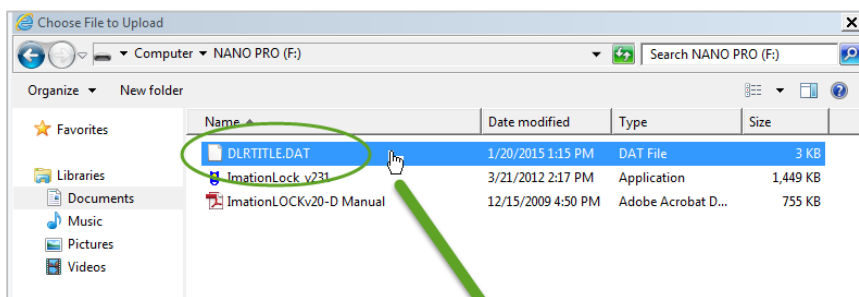 Choose File to Upload
Computer NANO PRO (F:) Search NANO PRO (F:)
Organize New folder
Name Date modified Type Size
Favorites
DLRTITLE.DAT 1/20/2015 1:15 PM DAT File 3 KB
Libraries ImationLock_v231 3/21/2012 2:17 PM Application 1,449 KB
Documents ImationLOCKv20-D Manual 12/15/2009 4:50 PM Adobe Acrobat D... 755 KB
Music
Pictures
Videos